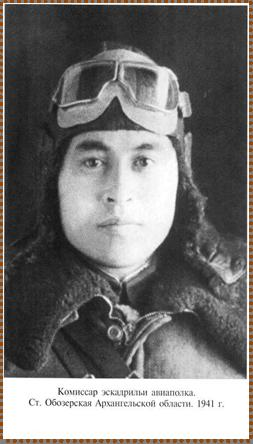 Комиссар эскадрильи авиаполка.
Ст. Обозерская Архангельской области. 1941 г.